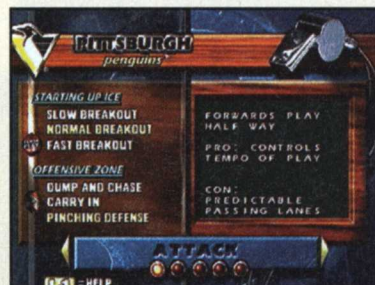 PITTSBURGH
penguins
STARTING UP ICE
SLOW BREAKOUT
NORMAL BREAKOUT
FAST BREAKOUT
OFFENSIVE ZONE
DUMP AND CHASE
CARRY IN
PINCHING DEFENSE
FORWARDS PLAY
HALF WAY
PRO: CONTROLS
TEMPO OF PLAY
CON:
PREDICTABLE
PASSING LANES
ATTACK
=HELP